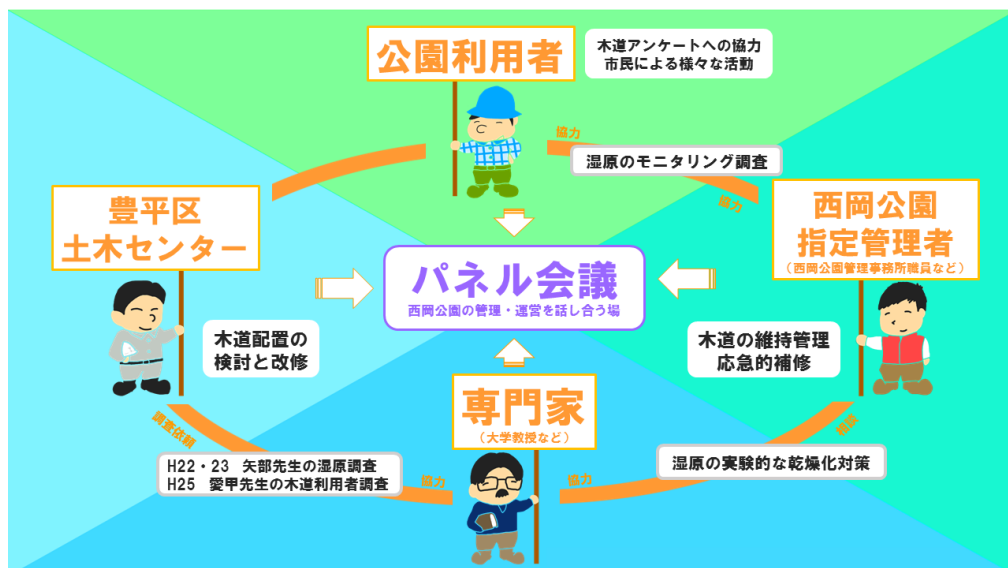 公園利用者
木道アンケートへの協力
市民による様々な活動
協力
湿原のモニタリング調査
協力
豊平区
土木センター
西岡公園
指定管理者
(西岡公園管理事務所職員など)
パネル会議
西岡公園の管理・運営を話し合う場
木道配置の
検討と改修
木道の維持管理
応急的補修
専門家
(大学教授など)
調査依頼
相談
H22・23 矢部先生の湿原調査
H25 愛甲先生の木道利用者調査
湿原の実験的な乾燥化対策
協力
協力